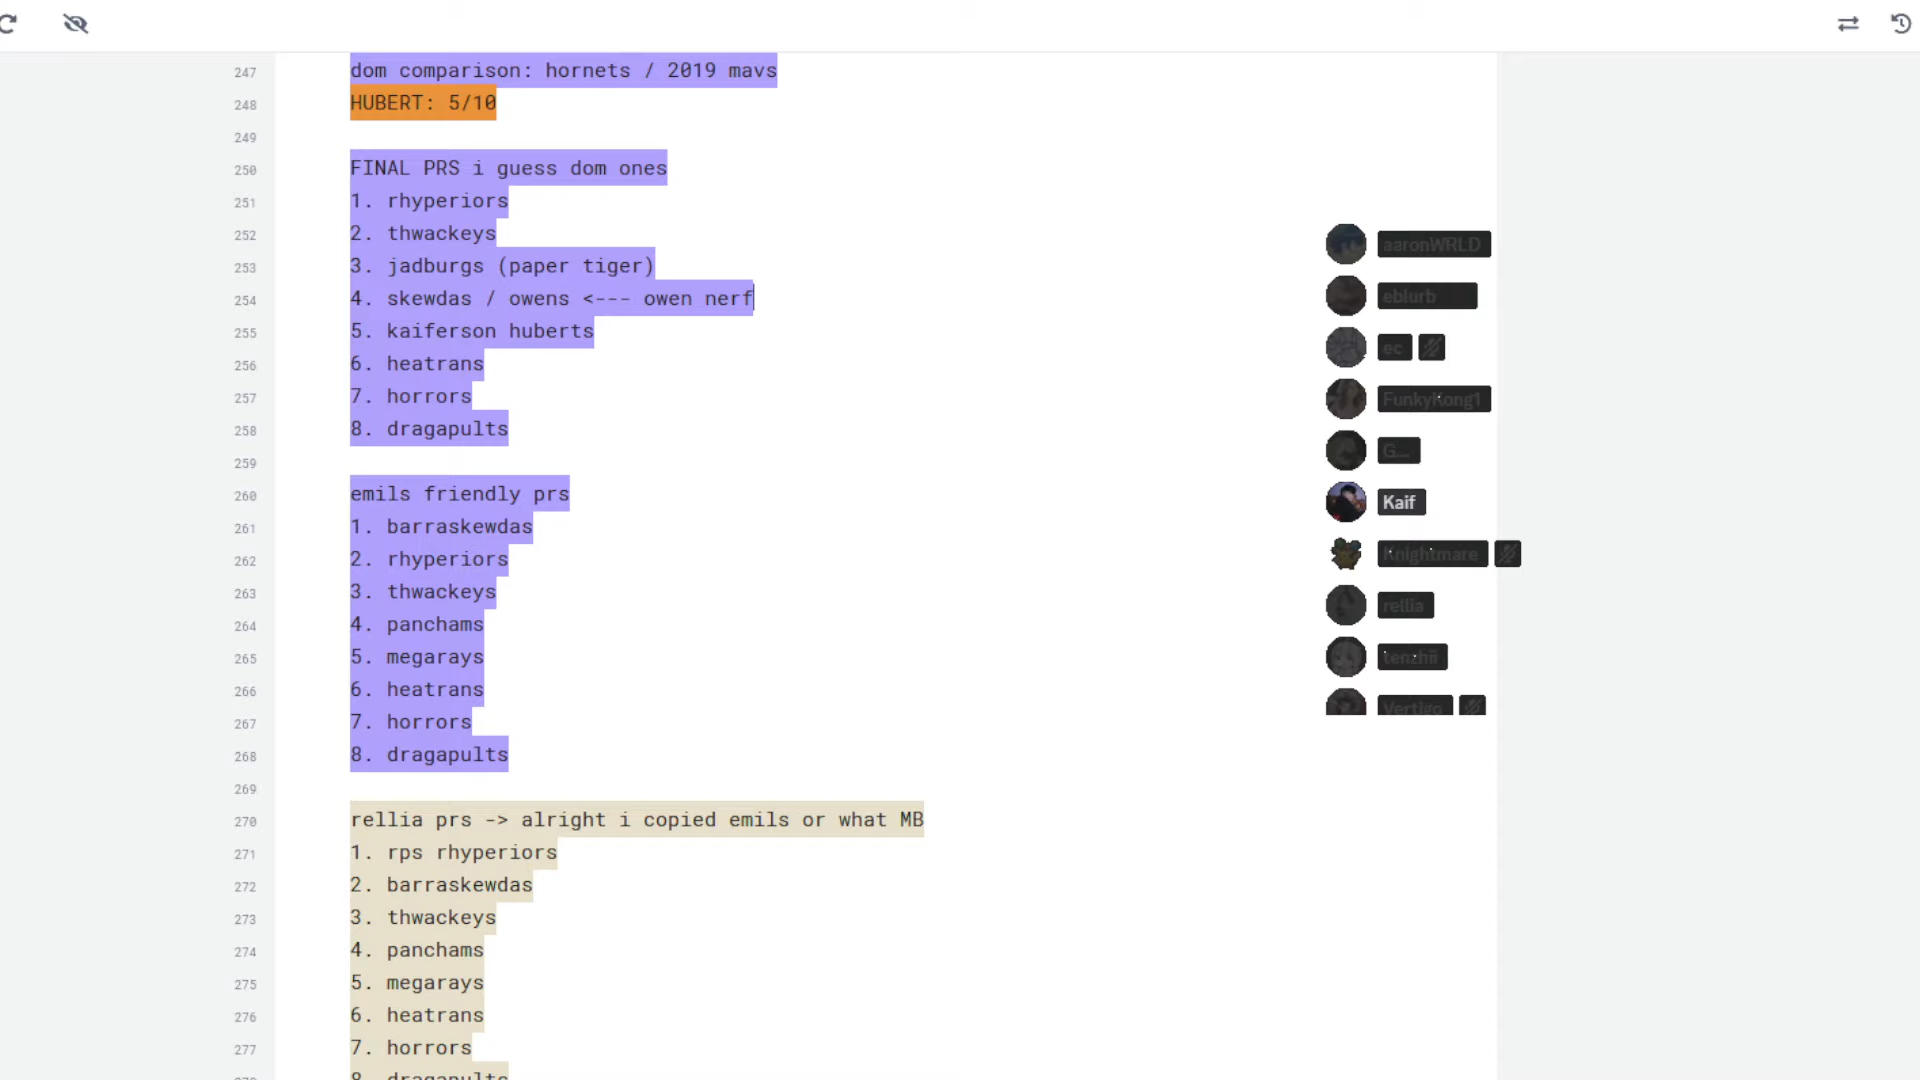 247 dom comparison: hornets / 2019 mavs
248 HUBERT: 5/10
249
250 FINAL PRS i guess dom ones
251 1. rhyperiors
252 2. thwackeys
253 3. jadburgs (paper tiger)
254 4. skewdas / owens <--- owen nerf
255 5. kaiferson huberts
256 6. heatrans
257 7. horrors
258 8. dragapults
259
260 emils friendly prs
261 1. barraskewdas
262 2. rhyperiors
263 3. thwackeys
264 4. panchams
265 5. megarays
266 6. heatrans
267 7. horrors
268 8. dragapults
269
270 rellia prs -> alright i copied emils or what MB
271 1. rps rhyperiors
272 2. barraskewdas
273 3. thwackeys
274 4. panchams
275 5. megarays
276 6. heatrans
277 7. horrors
8. dragapults
aaronWRLD
eblurb
ec
FunkyKong1
G...
Kaif
Knightmare
rellia
tenzhii
Vertigo